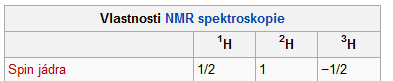 Vlastnosti NMR spektroskopie
¹H ²H ³H
Spin jádra 1/2 1 −1/2